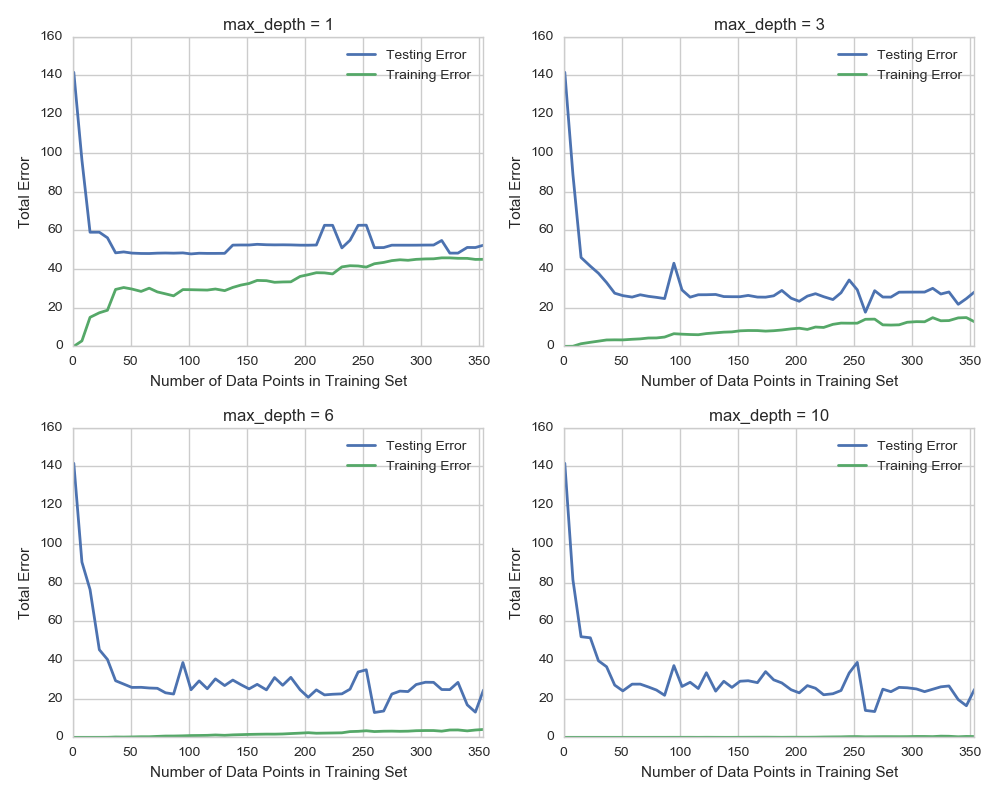 max_depth = 1
160
140
120
100
80
60
40
20
0
Total Error
Testing Error
Training Error
0 50 100 150 200 250 300 350
Number of Data Points in Training Set
max_depth = 3
160
140
120
100
80
60
40
20
0
Total Error
Testing Error
Training Error
0 50 100 150 200 250 300 350
Number of Data Points in Training Set
max_depth = 6
160
140
120
100
80
60
40
20
0
Total Error
Testing Error
Training Error
0 50 100 150 200 250 300 350
Number of Data Points in Training Set
max_depth = 10
160
140
120
100
80
60
40
20
0
Total Error
Testing Error
Training Error
0 50 100 150 200 250 300 350
Number of Data Points in Training Set